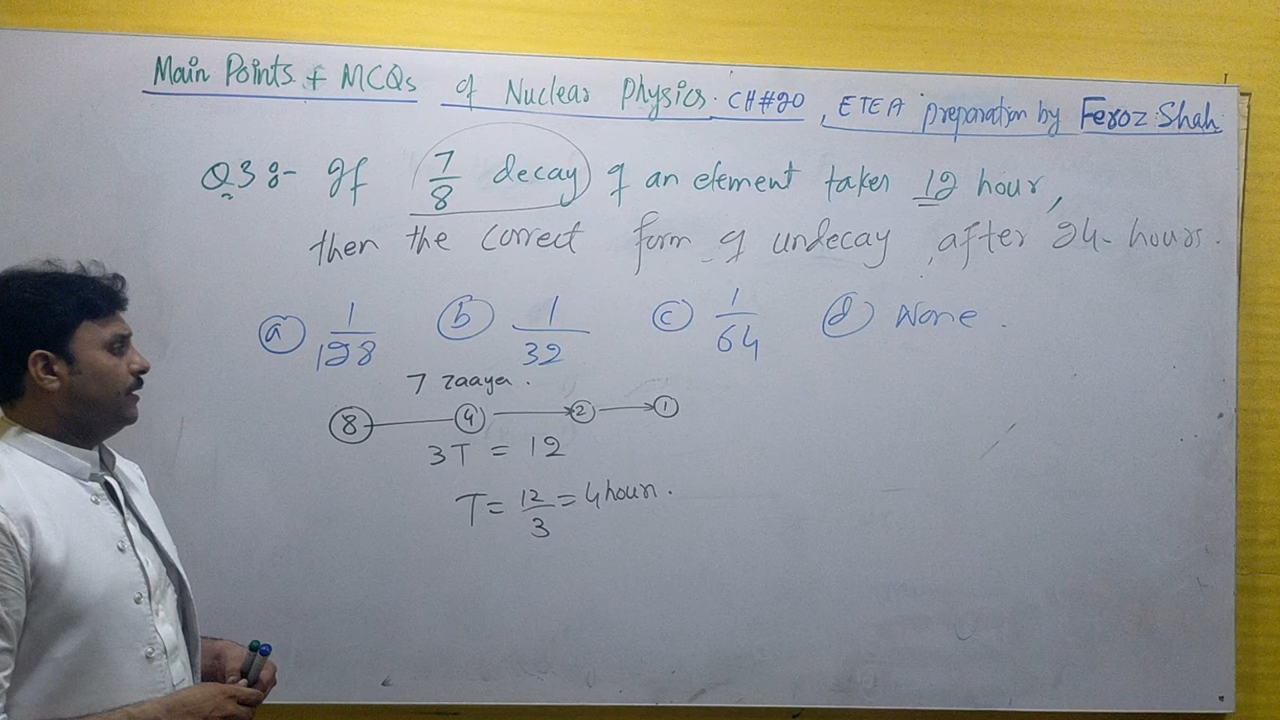 Main Points + MCQs of Nuclear Physics. CH#20, ETEA preparation by Feroz Shah
Q3:- If 7/8 decay of an element takes 12 hour,
then the correct form of undecay, after 24 hours.
(a) 1/128 (b) 1/32 (c) 1/64 (d) None.
7 zaaya.
8 4 → 2 → 1
3T = 12
T = 12/3 = 4 hour.